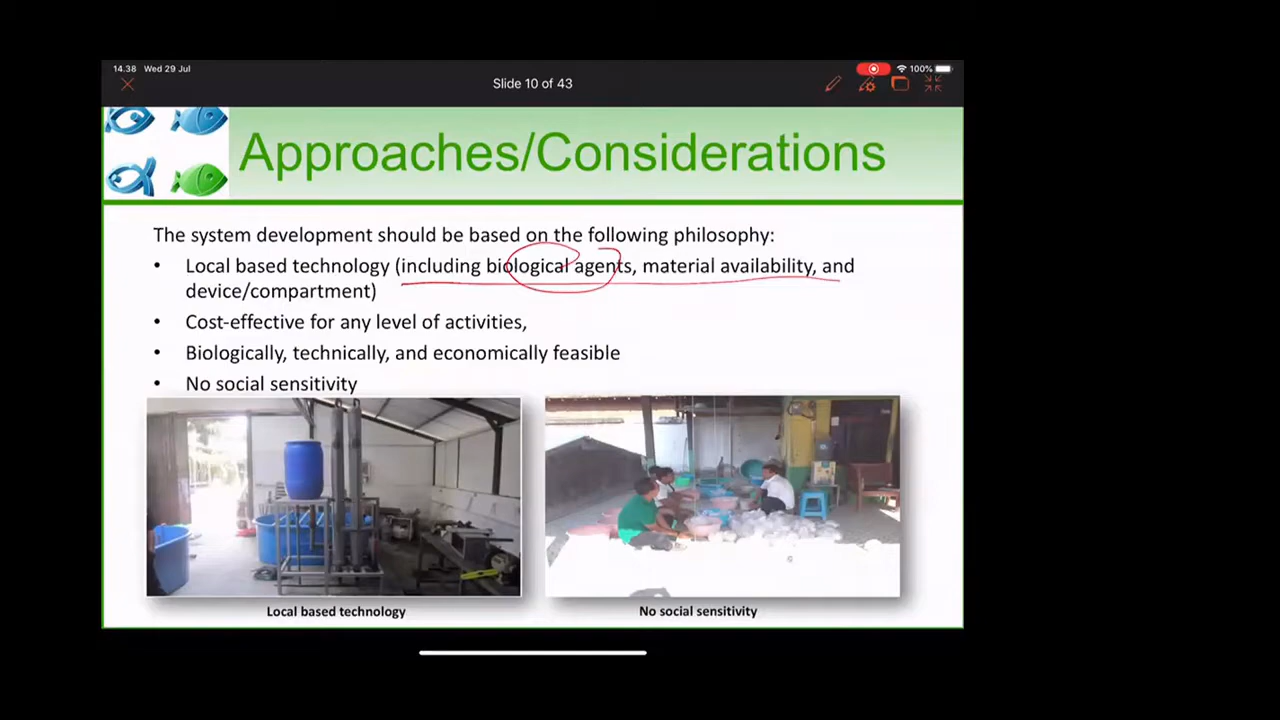 14.38 Wed 29 Jul
100%
Slide 10 of 43
Approaches/Considerations
The system development should be based on the following philosophy:
• Local based technology (including biological agents, material availability, and
device/compartment)
• Cost-effective for any level of activities,
• Biologically, technically, and economically feasible
• No social sensitivity
Local based technology
No social sensitivity